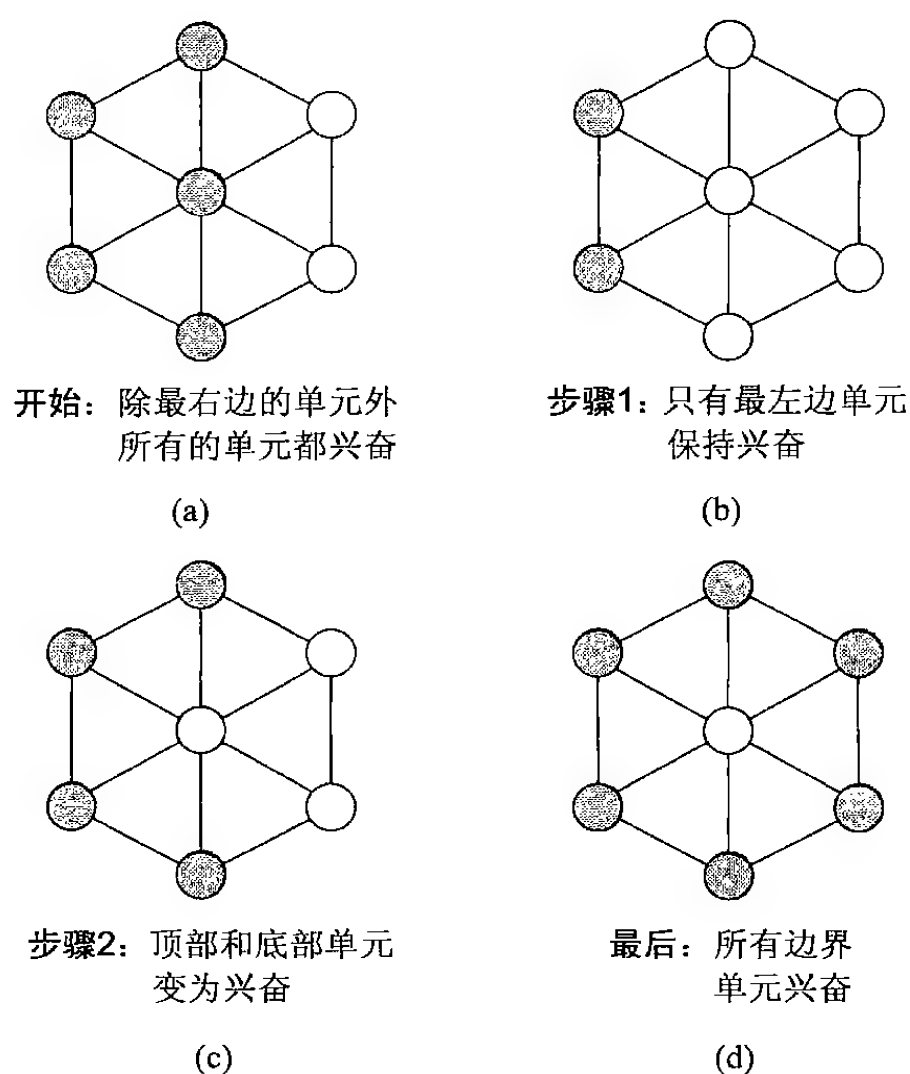 开始：除最右边的单元外
所有的单元都兴奋
(a)
步骤1：只有最左边单元
保持兴奋
(b)
步骤2：顶部和底部单元
变为兴奋
(c)
最后：所有边界
单元兴奋
(d)